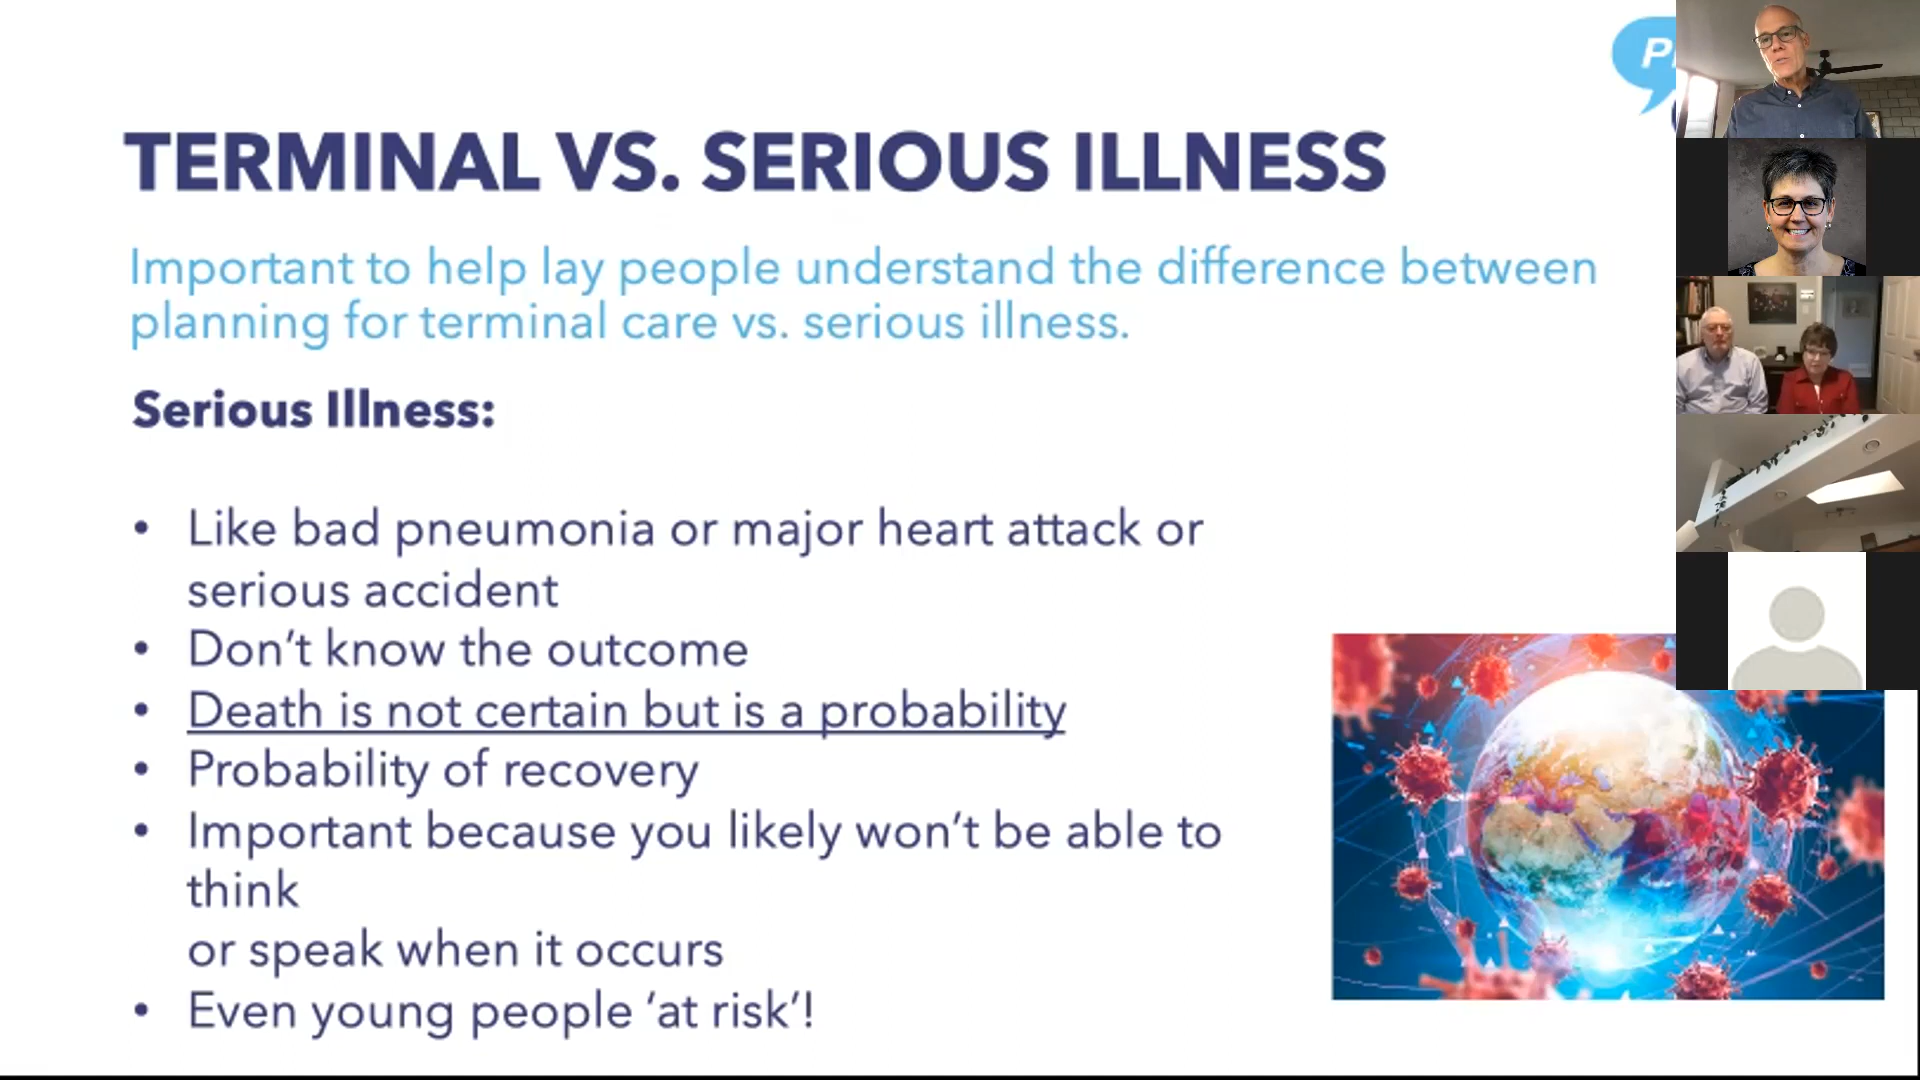 TERMINAL VS. SERIOUS ILLNESS
Important to help lay people understand the difference between
planning for terminal care vs. serious illness.
Serious Illness:
• Like bad pneumonia or major heart attack or
serious accident
• Don’t know the outcome
• Death is not certain but is a probability
• Probability of recovery
• Important because you likely won’t be able to
think
or speak when it occurs
• Even young people ‘at risk’!